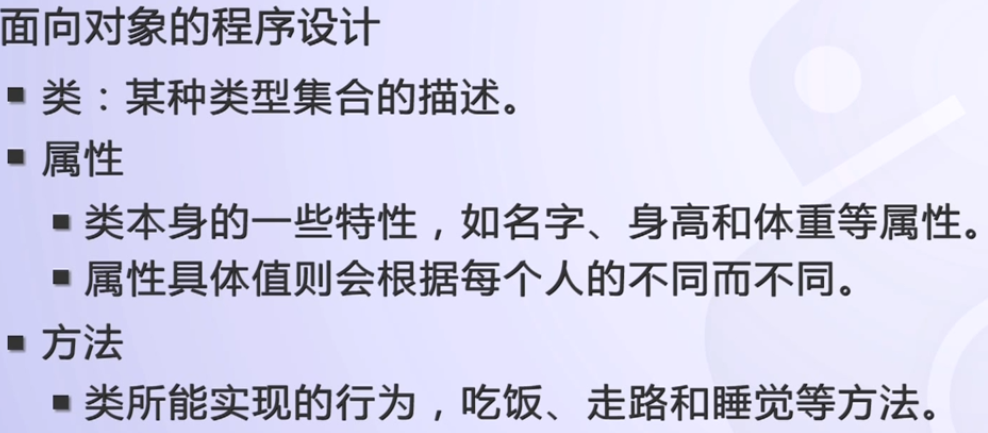 面向对象的程序设计
■ 类：某种类型集合的描述。
■ 属性
■ 类本身的一些特性，如名字、身高和体重等属性。
■ 属性具体值则会根据每个人的不同而不同。
■ 方法
■ 类所能实现的行为，吃饭、走路和睡觉等方法。